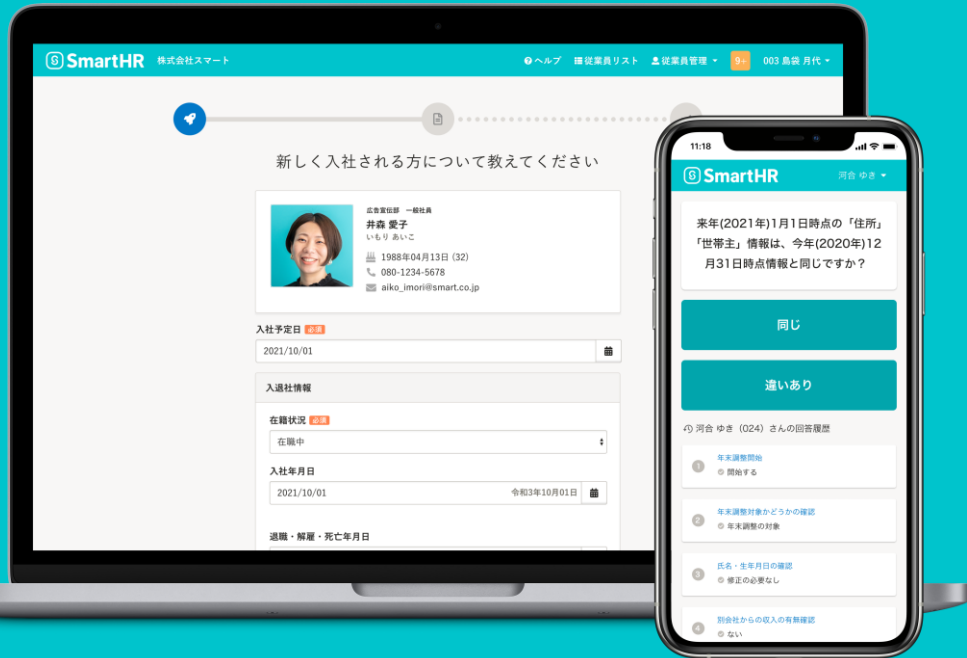 SmartHR 株式会社スマート
ヘルプ 従業員リスト 従業員管理 9 003 島袋 月代
新しく入社される方について教えてください
広告宣伝部 一般社員
井森 愛子
いもり あいこ
1988年04月13日 (32)
080-1234-5678
aiko_imori@smart.co.jp
入社予定日 必須
2021/10/01
入退社情報
在籍状況 必須
在職中
入社年月日
2021/10/01 令和3年10月01日
退職・解雇・死亡年月日
11:18
SmartHR 河合 ゆき
来年(2021年)1月1日時点の「住所」
「世帯主」情報は、今年(2020年)12
月31日時点情報と同じですか？
同じ
違いあり
河合 ゆき（024）さんの回答履歴
1 年末調整開始
開始する
2 年末調整対象かどうかの確認
年末調整の対象
3 氏名・生年月日の確認
修正の必要なし
4 別会社からの収入の有無確認
ない